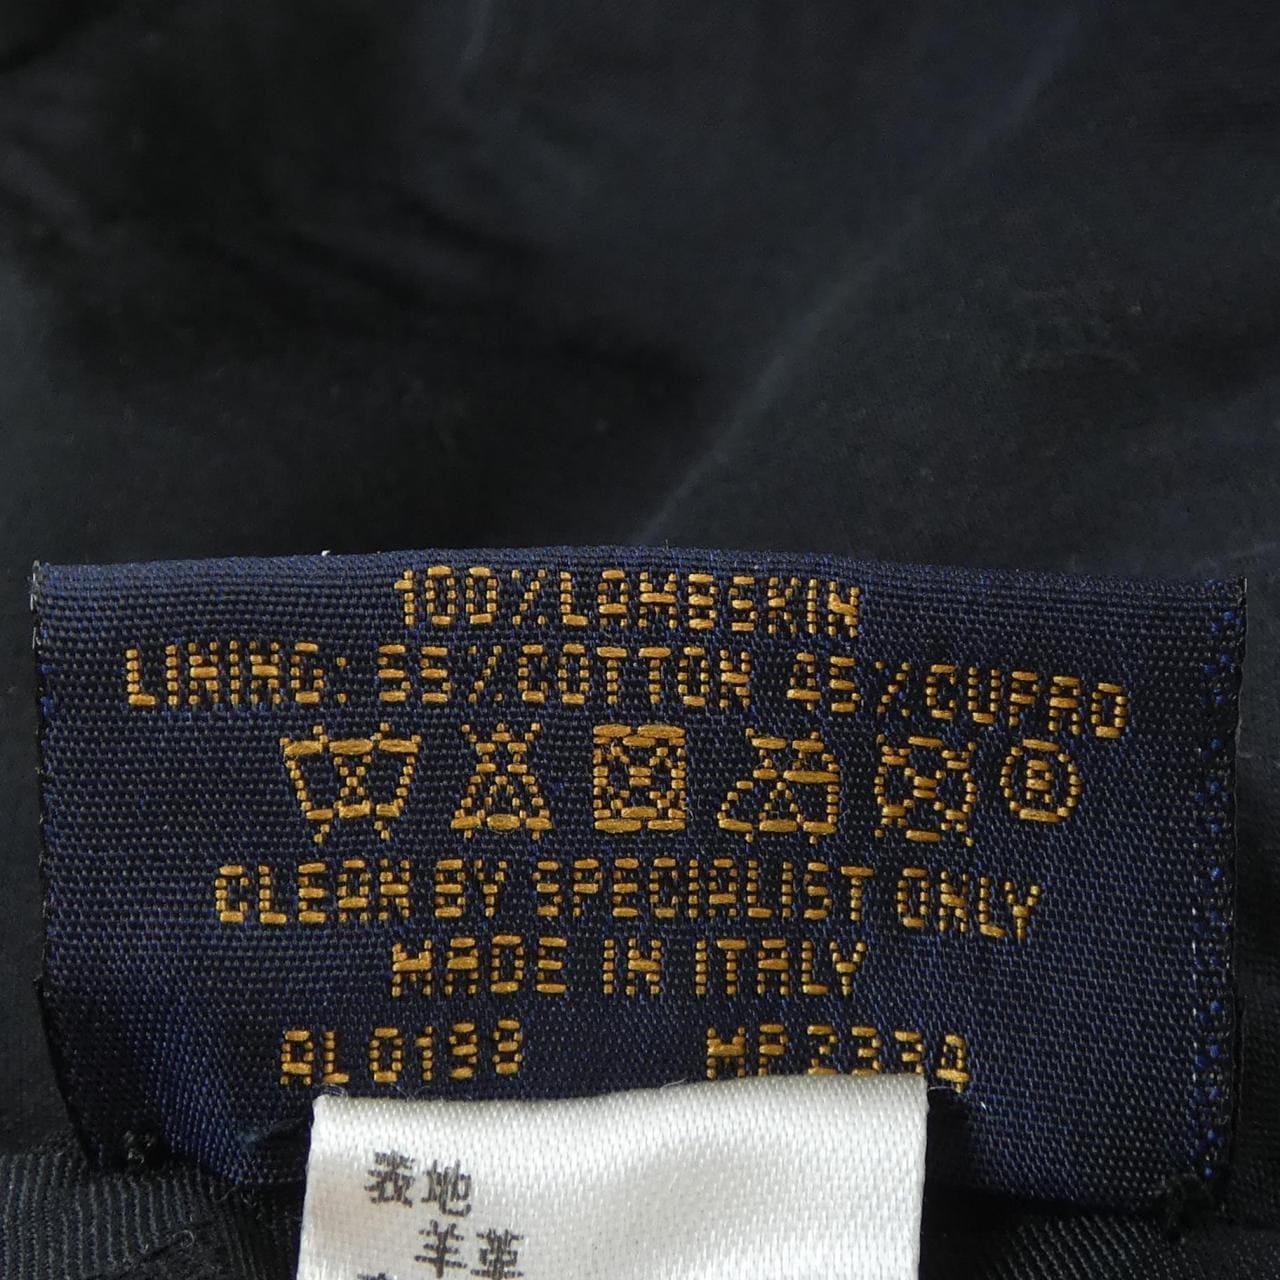 100%LAMBSKIN
LINING: 55%COTTON 45%CUPRO
CLEAN BY SPECIALIST ONLY
MADE IN ITALY
AL0198 MP2334
表地
羊革